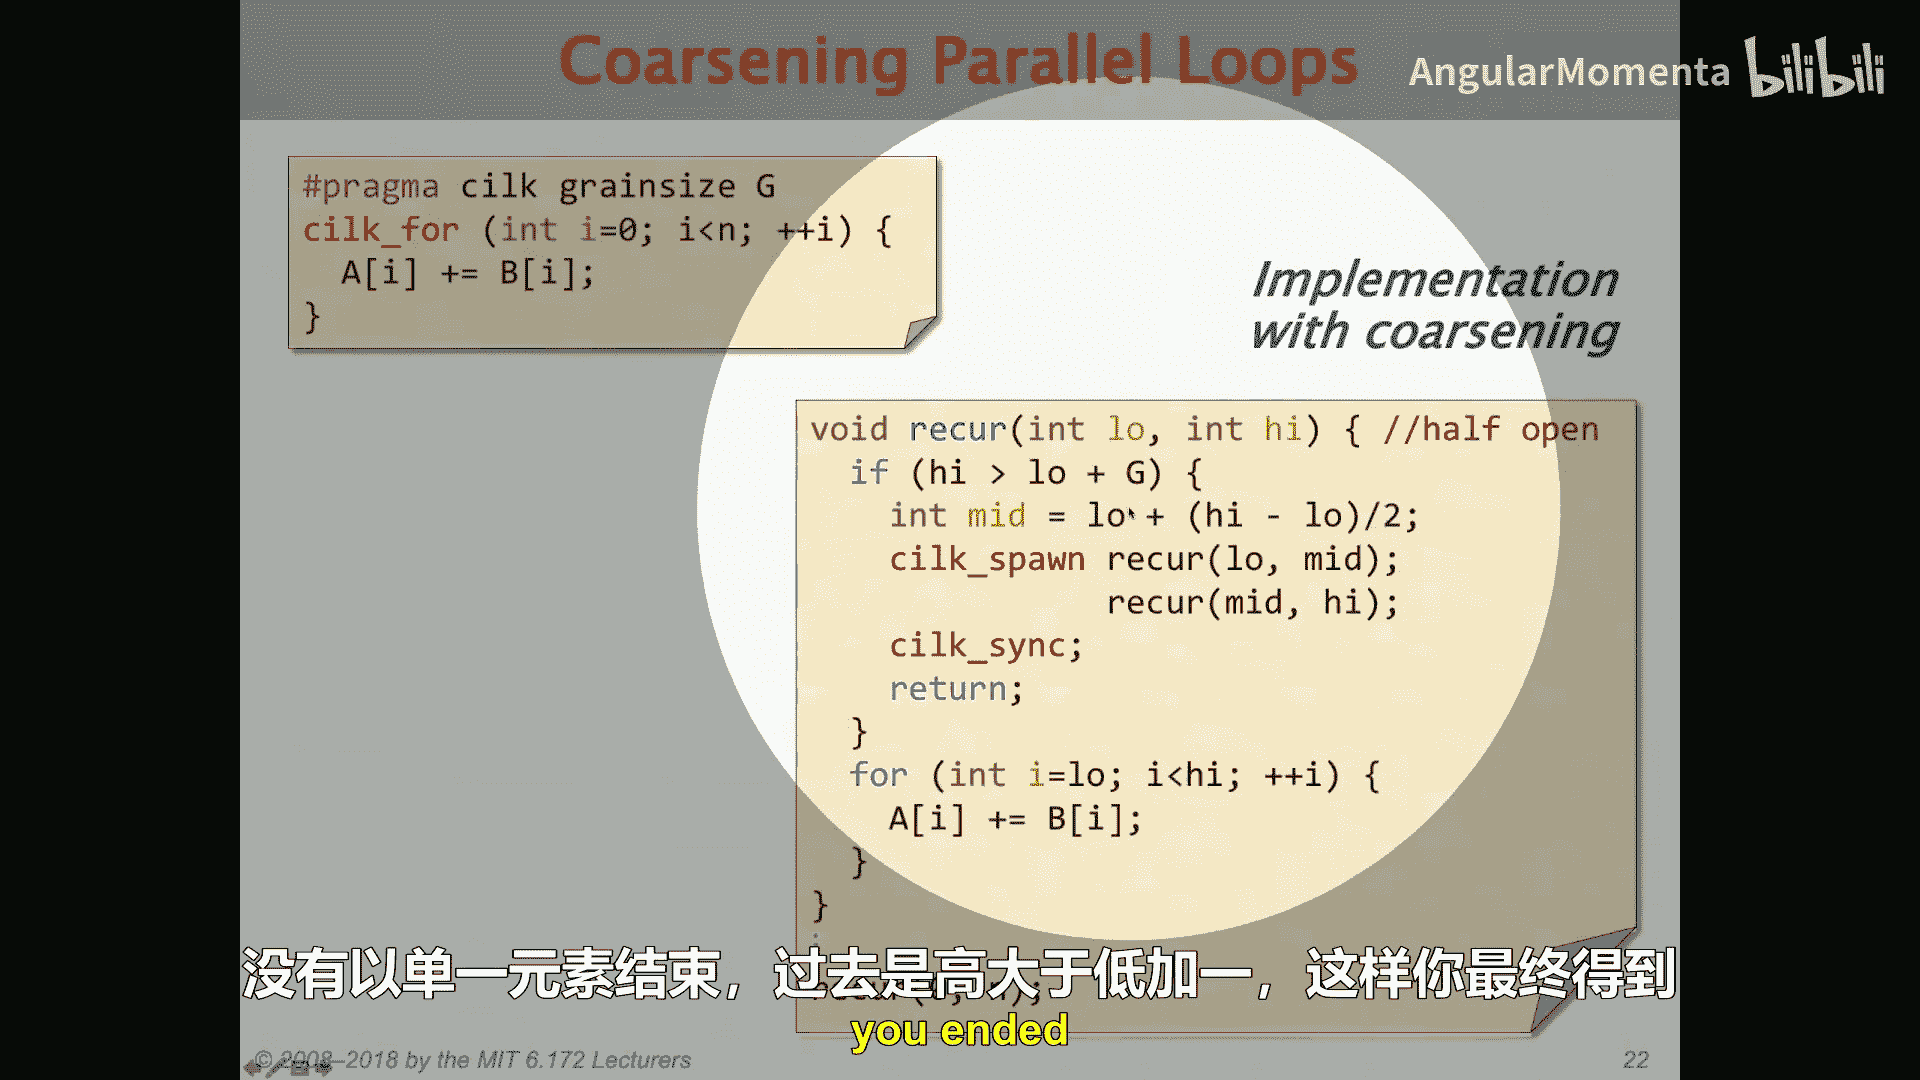 Coarsening Parallel Loops
AngularMomenta bilibili
#pragma cilk grainsize G
cilk_for (int i=0; i<n; ++i) {
A[i] += B[i];
}
Implementation
with coarsening
void recur(int lo, int hi) { //half open
if (hi > lo + G) {
int mid = lo + (hi - lo)/2;
cilk_spawn recur(lo, mid);
recur(mid, hi);
cilk_sync;
return;
}
for (int i=lo; i<hi; ++i) {
A[i] += B[i];
}
}
没有以单一元素结束，过去是高大于低加一，这样你最终得到
you ended
© 2008–2018 by the MIT 6.172 Lecturers
22